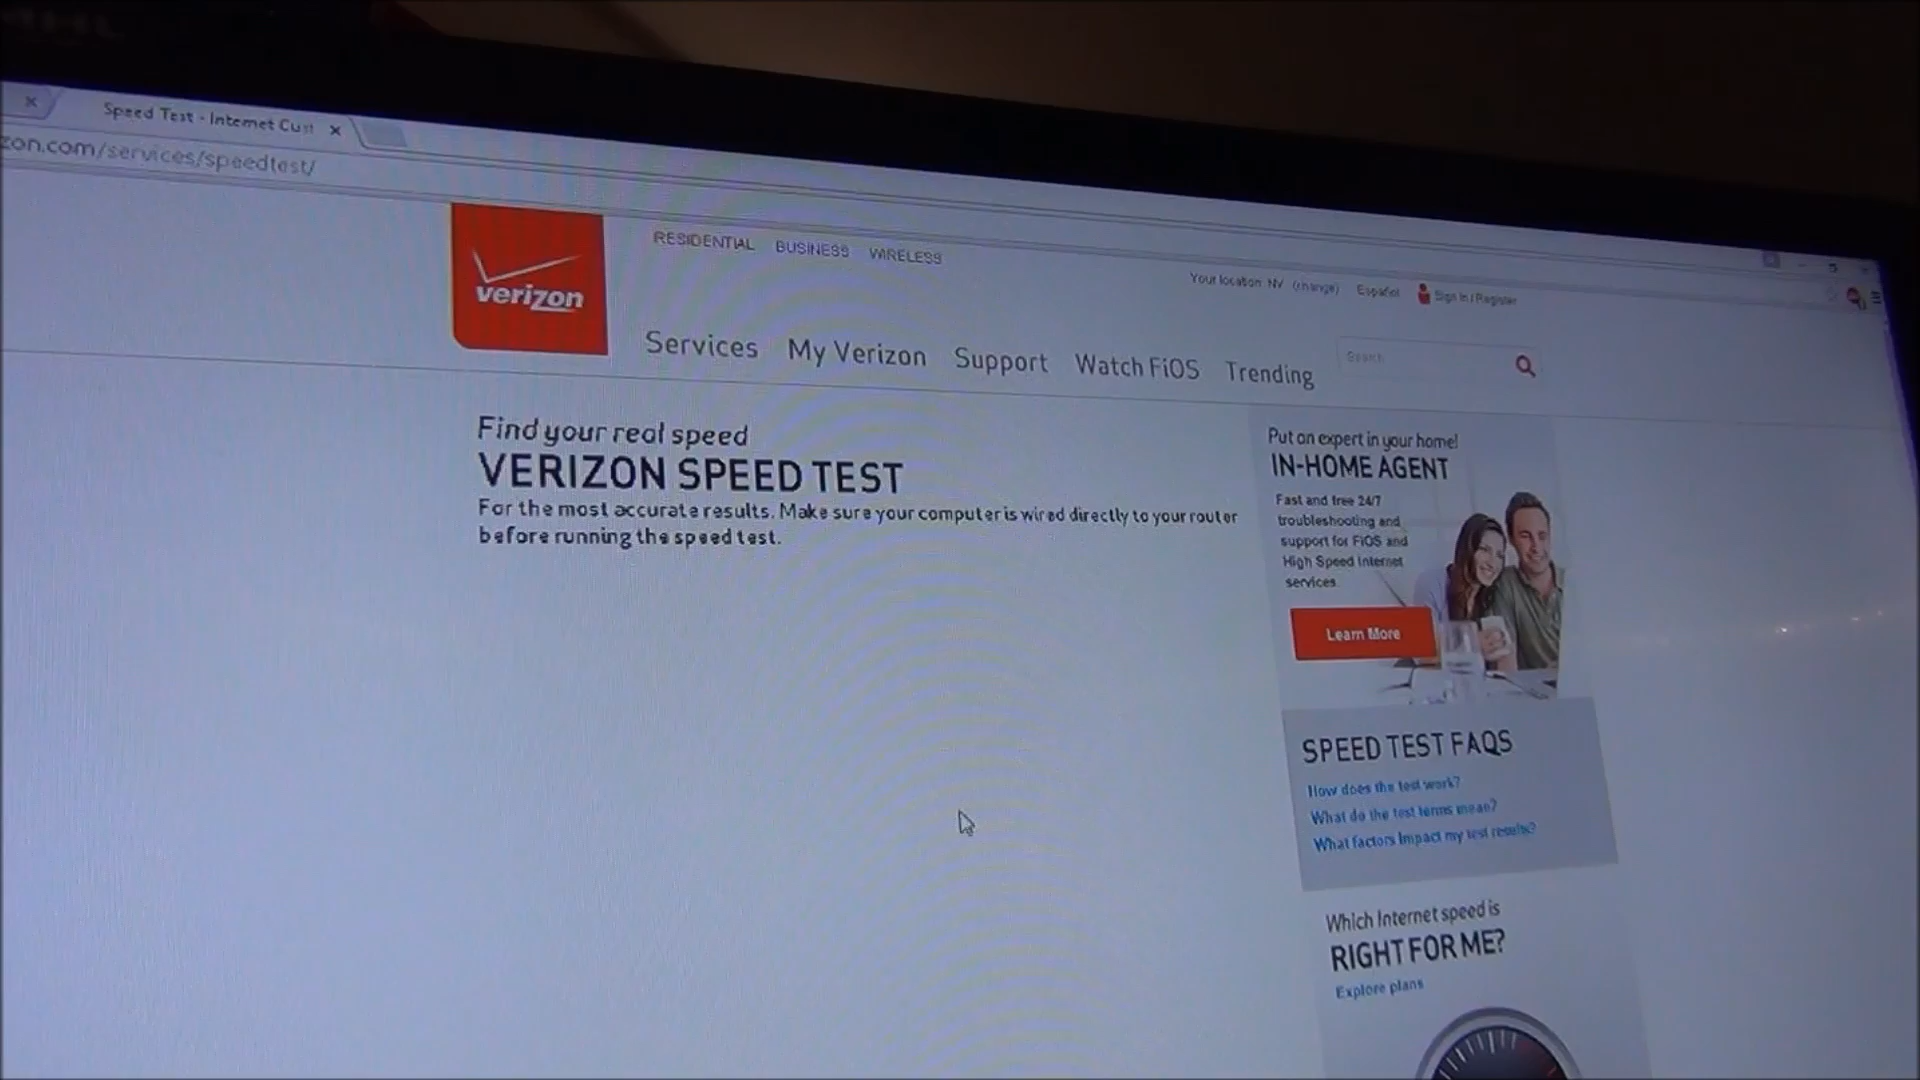 Speed Test - Internet Cust
zon.com/services/speedtest/
verizon
RESIDENTIAL BUSINESS WIRELESS
Your location: NV (change) Español Sign In / Register
Services My Verizon Support Watch FiOS Trending
Search
Find your real speed
VERIZON SPEED TEST
For the most accurate results. Make sure your computer is wired directly to your router
before running the speed test.
Put an expert in your home!
IN-HOME AGENT
Fast and free 24/7
troubleshooting and
support for FiOS and
High Speed Internet
services.
Learn More
SPEED TEST FAQS
How does the test work?
What do the test terms mean?
What factors impact my test results?
Which Internet speed is
RIGHT FOR ME?
Explore plans